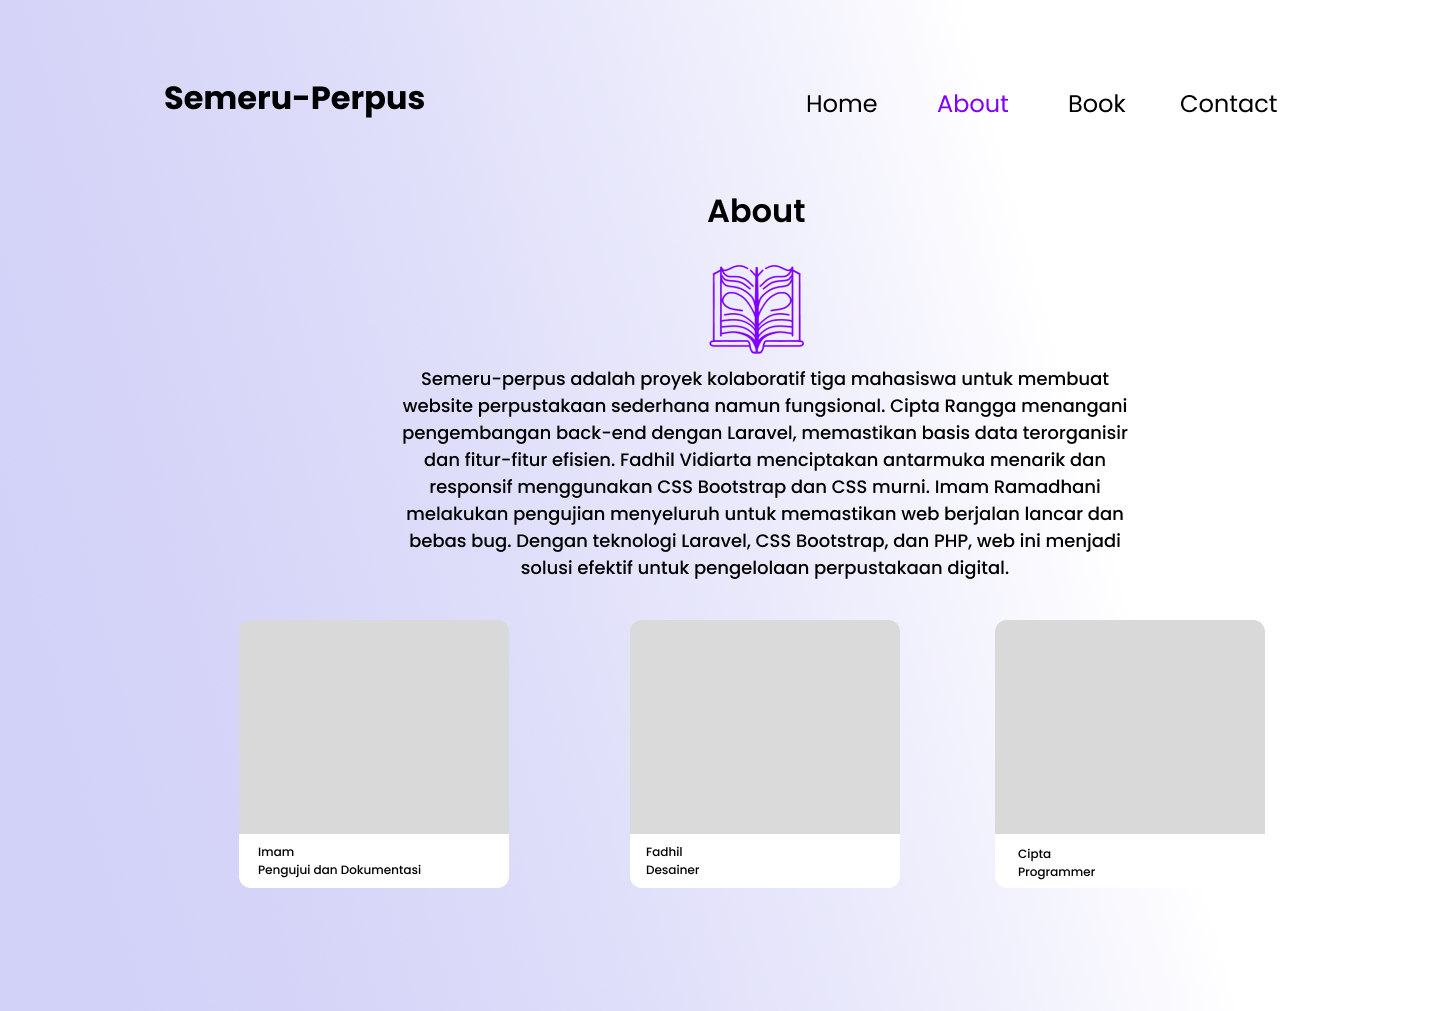 Semeru-Perpus
Home About Book Contact
About
Semeru-perpus adalah proyek kolaboratif tiga mahasiswa untuk membuat
website perpustakaan sederhana namun fungsional. Cipta Rangga menangani
pengembangan back-end dengan Laravel, memastikan basis data terorganisir
dan fitur-fitur efisien. Fadhil Vidiarta menciptakan antarmuka menarik dan
responsif menggunakan CSS Bootstrap dan CSS murni. Imam Ramadhani
melakukan pengujian menyeluruh untuk memastikan web berjalan lancar dan
bebas bug. Dengan teknologi Laravel, CSS Bootstrap, dan PHP, web ini menjadi
solusi efektif untuk pengelolaan perpustakaan digital.
Imam
Pengujui dan Dokumentasi
Fadhil
Desainer
Cipta
Programmer